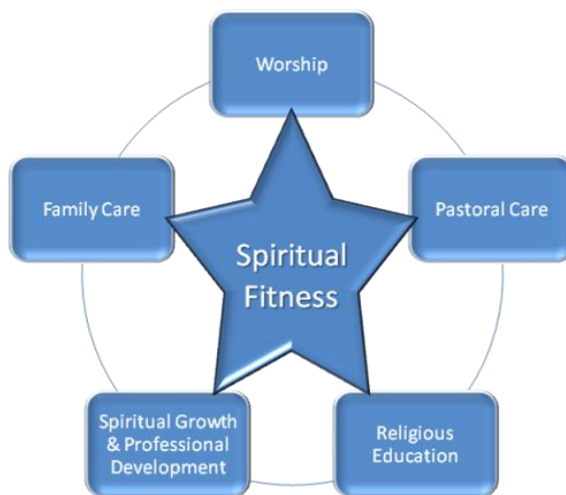 Worship
Family Care
Pastoral Care
Spiritual
Fitness
Spiritual Growth
& Professional
Development
Religious
Education